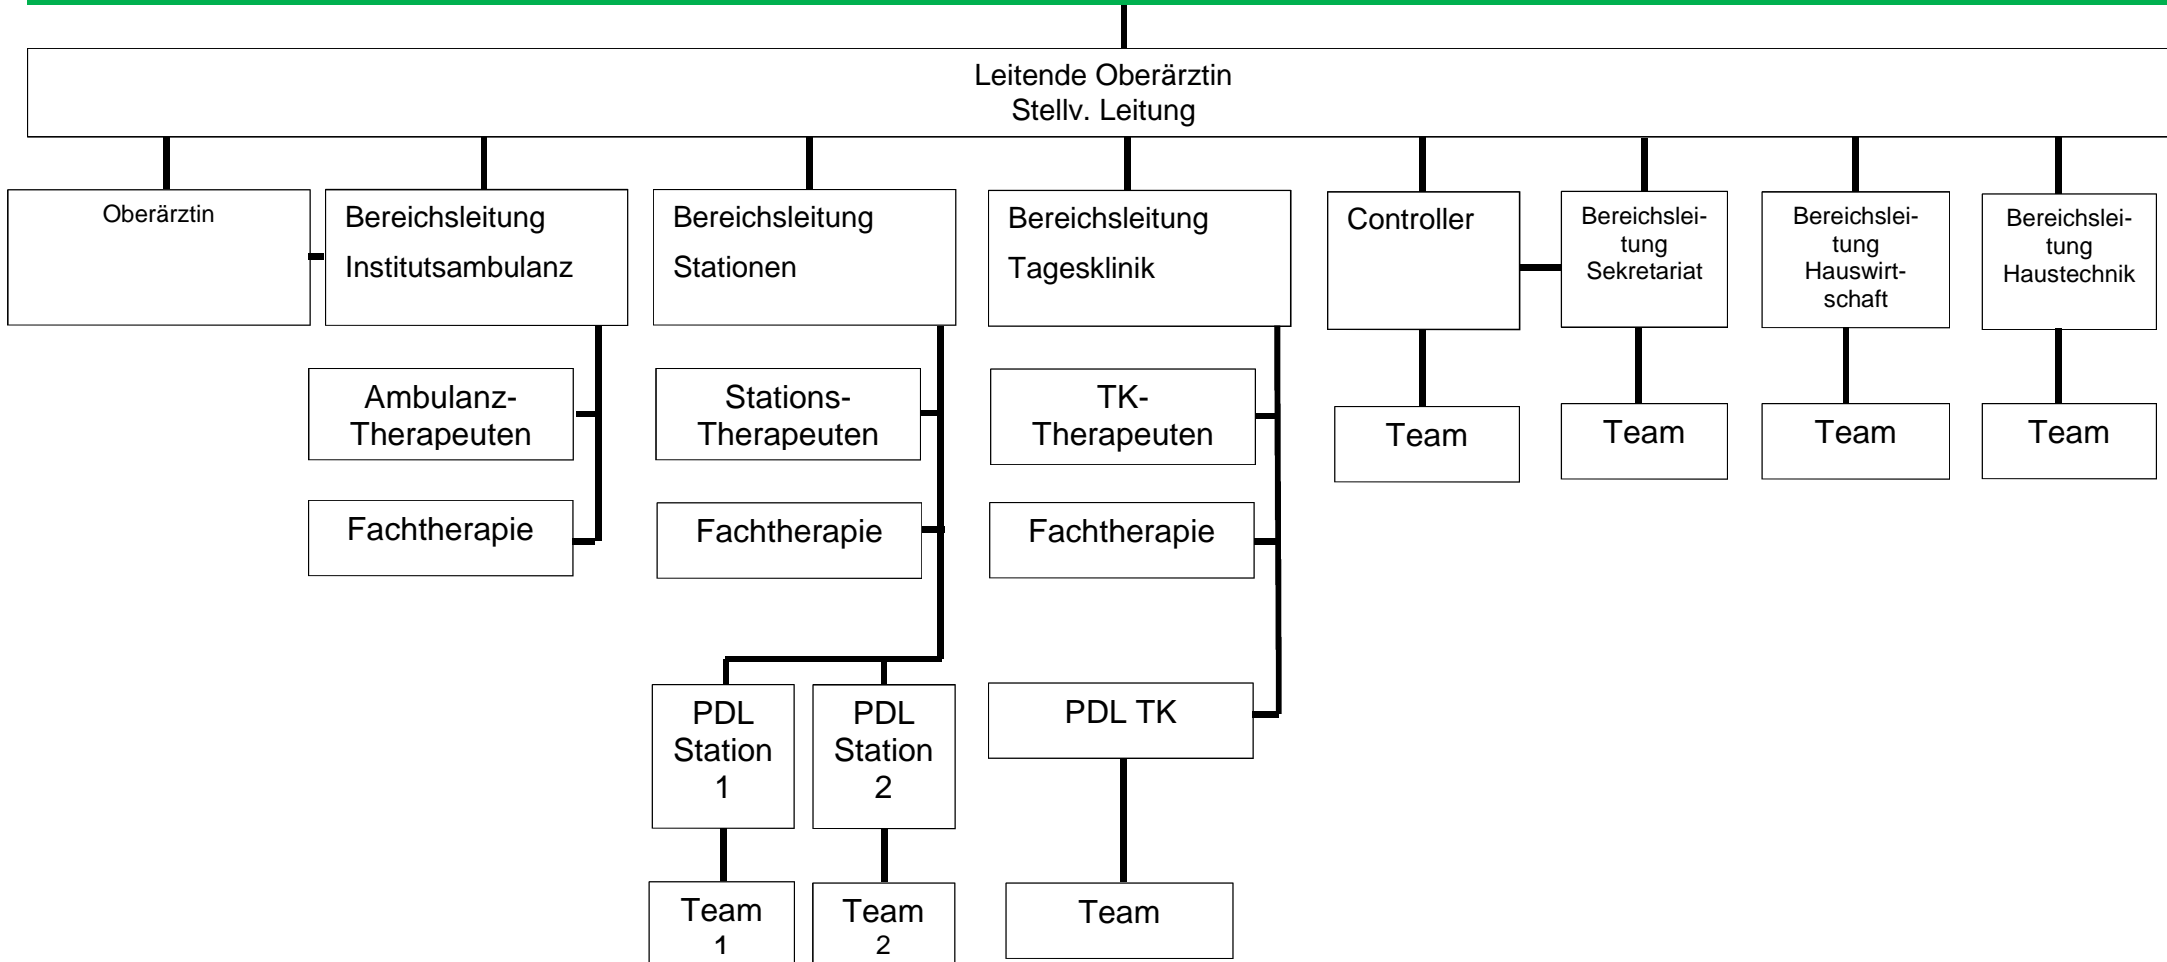 Leitende Oberärztin
Stellv. Leitung
Oberärztin
Bereichsleitung
Institutsambulanz
Bereichsleitung
Stationen
Bereichsleitung
Tagesklinik
Controller
Bereichslei-
tung
Sekretariat
Bereichslei-
tung
Hauswirt-
schaft
Bereichslei-
tung
Haustechnik
Ambulanz-
Therapeuten
Stations-
Therapeuten
TK-
Therapeuten
Team
Team
Team
Team
Fachtherapie
Fachtherapie
Fachtherapie
PDL
Station
1
PDL
Station
2
PDL TK
Team
1
Team
2
Team